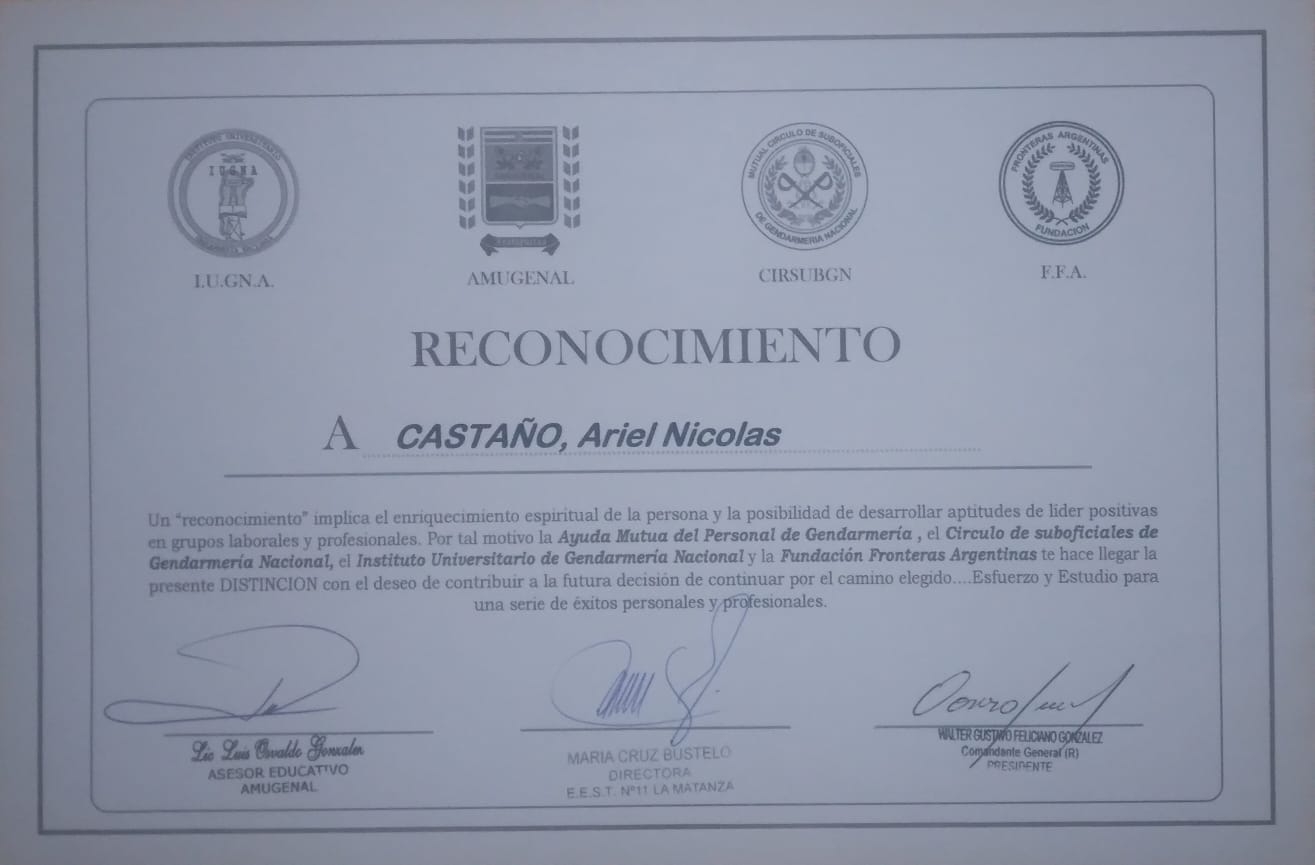 INSTITUTO UNIVERSITARIO
IUGNA
GENDARMERIA NACIONAL
I.U.GN.A.
AMUGENAL
MUTUAL CIRCULO DE SUBOFICIALES
DE GENDARMERIA NACIONAL
CIRSUBGN
FRONTERAS ARGENTINAS
FUNDACION
F.F.A.
RECONOCIMIENTO
A CASTAÑO, Ariel Nicolas
Un “reconocimiento” implica el enriquecimiento espiritual de la persona y la posibilidad de desarrollar aptitudes de lider positivas
en grupos laborales y profesionales. Por tal motivo la Ayuda Mutua del Personal de Gendarmería , el Circulo de suboficiales de
Gendarmería Nacional, el Instituto Universitario de Gendarmería Nacional y la Fundación Fronteras Argentinas te hace llegar la
presente DISTINCION con el deseo de contribuir a la futura decisión de continuar por el camino elegido....Esfuerzo y Estudio para
una serie de éxitos personales y profesionales.
Lic Luis Osvaldo Gonzalez
ASESOR EDUCATIVO
AMUGENAL
MARIA CRUZ BUSTELO
DIRECTORA
E.E.S.T. Nº11 LA MATANZA
WALTER GUSTAVO FELICIANO GONZALEZ
Comandante General (R)
PRESIDENTE